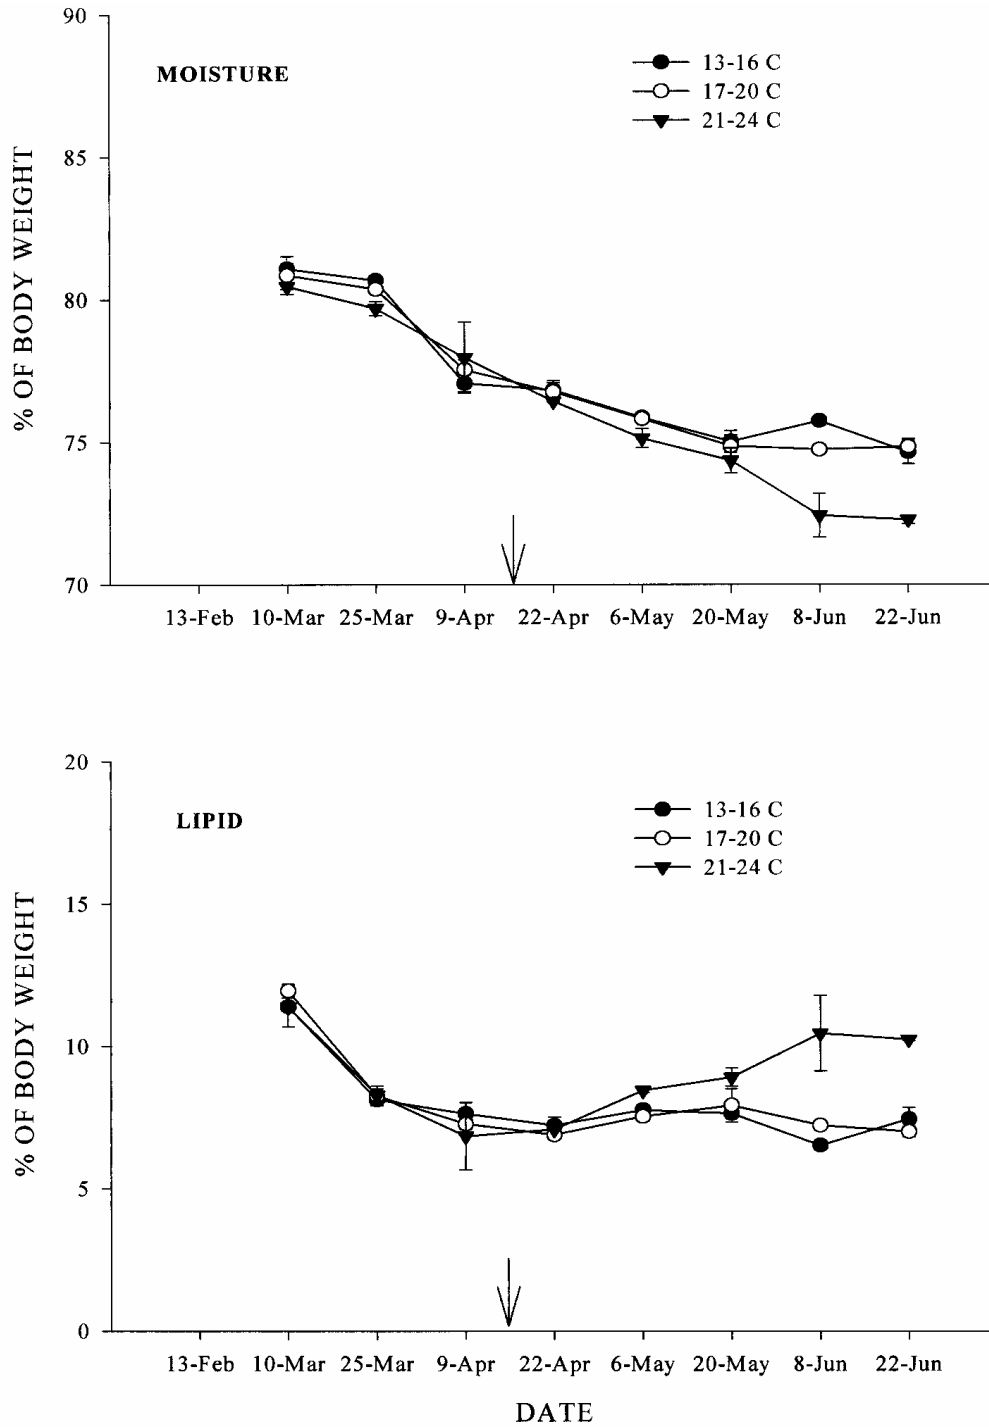 90
MOISTURE
13-16 C
17-20 C
21-24 C
85
80
75
70
% OF BODY WEIGHT
13-Feb 10-Mar 25-Mar 9-Apr 22-Apr 6-May 20-May 8-Jun 22-Jun
20
LIPID
13-16 C
17-20 C
21-24 C
15
10
5
0
% OF BODY WEIGHT
13-Feb 10-Mar 25-Mar 9-Apr 22-Apr 6-May 20-May 8-Jun 22-Jun
DATE